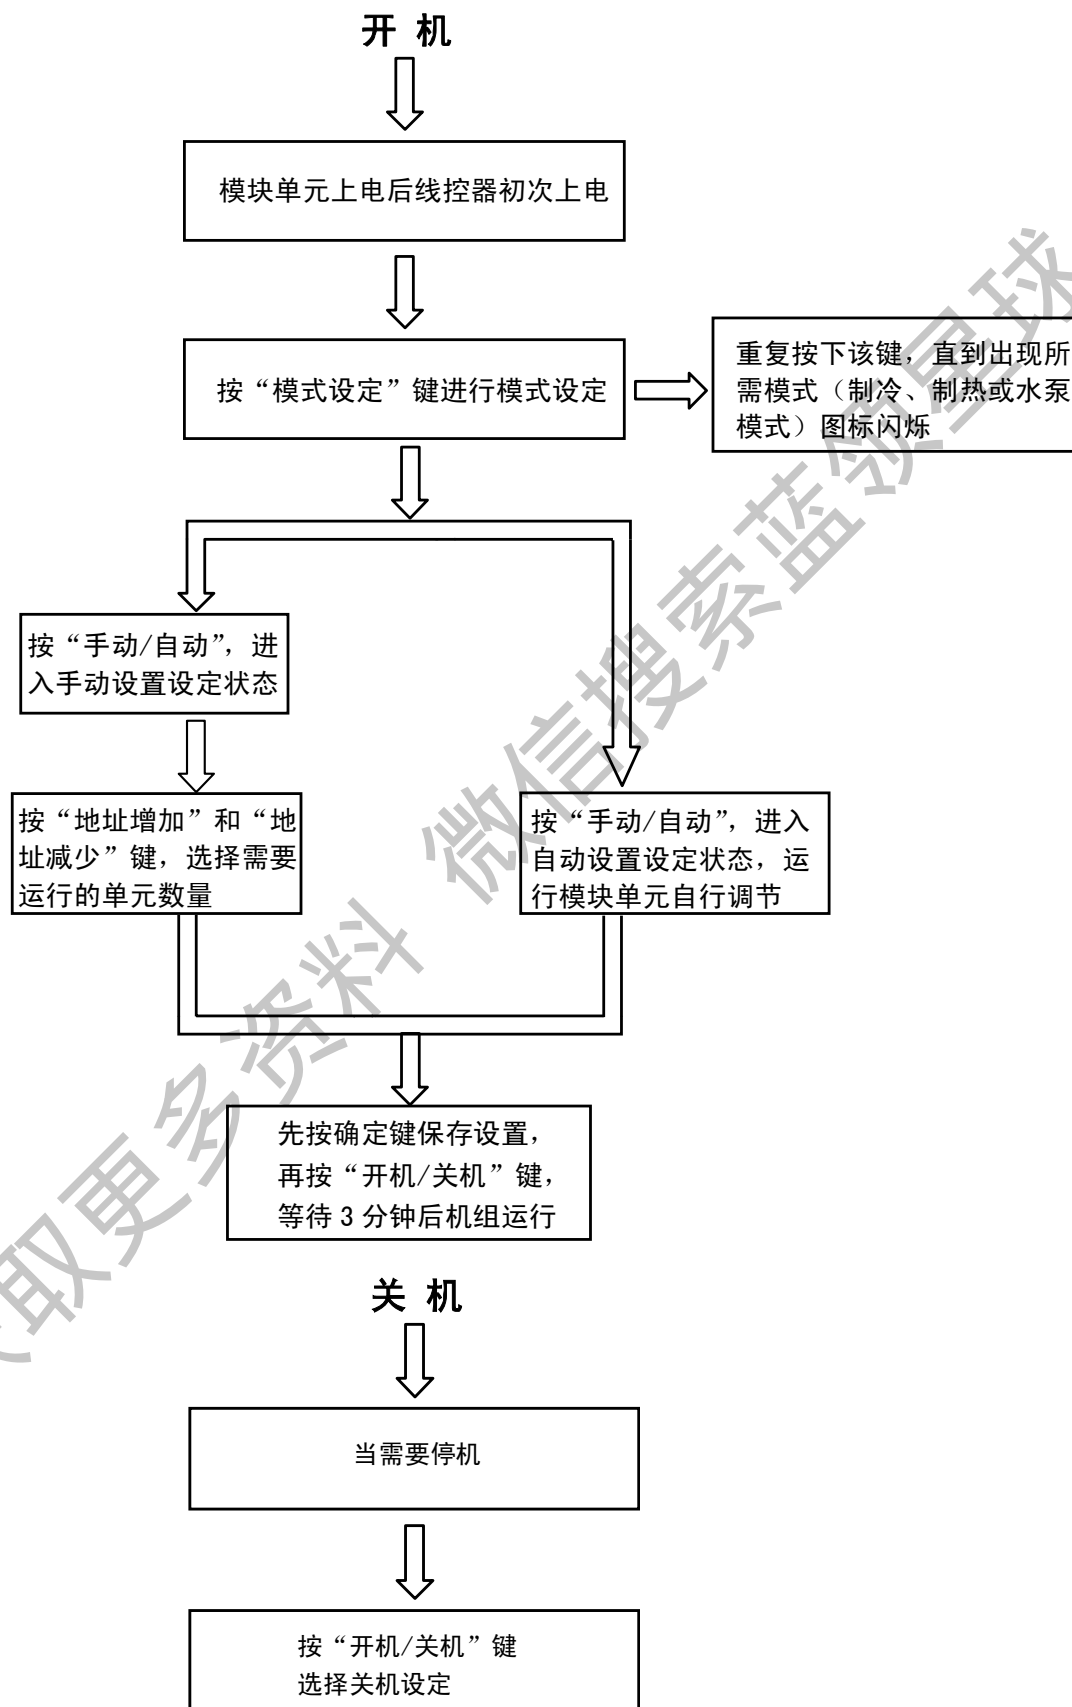 开 机
模块单元上电后线控器初次上电
按“模式设定”键进行模式设定
重复按下该键，直到出现所
需模式（制冷、制热或水泵
模式）图标闪烁
按“手动/自动”，进
入手动设置设定状态
按“地址增加”和“地
址减少”键，选择需要
运行的单元数量
按“手动/自动”，进入
自动设置设定状态，运
行模块单元自行调节
先按确定键保存设置，
再按“开机/关机”键，
等待 3 分钟后机组运行
关 机
当需要停机
按“开机/关机”键
选择关机设定
取更多资料 微信搜索蓝领星球